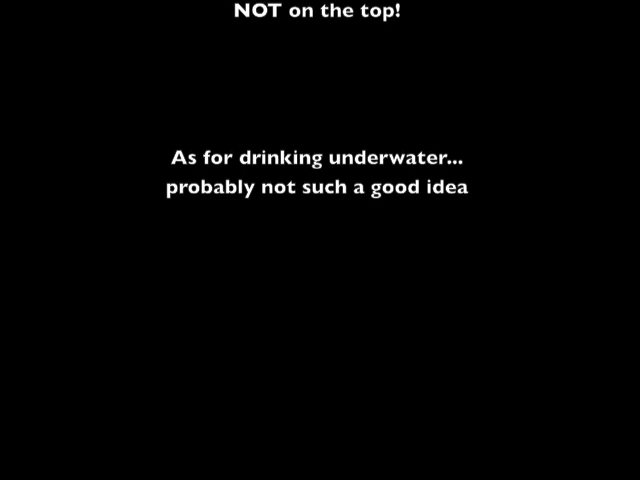 NOT on the top!
As for drinking underwater...
probably not such a good idea